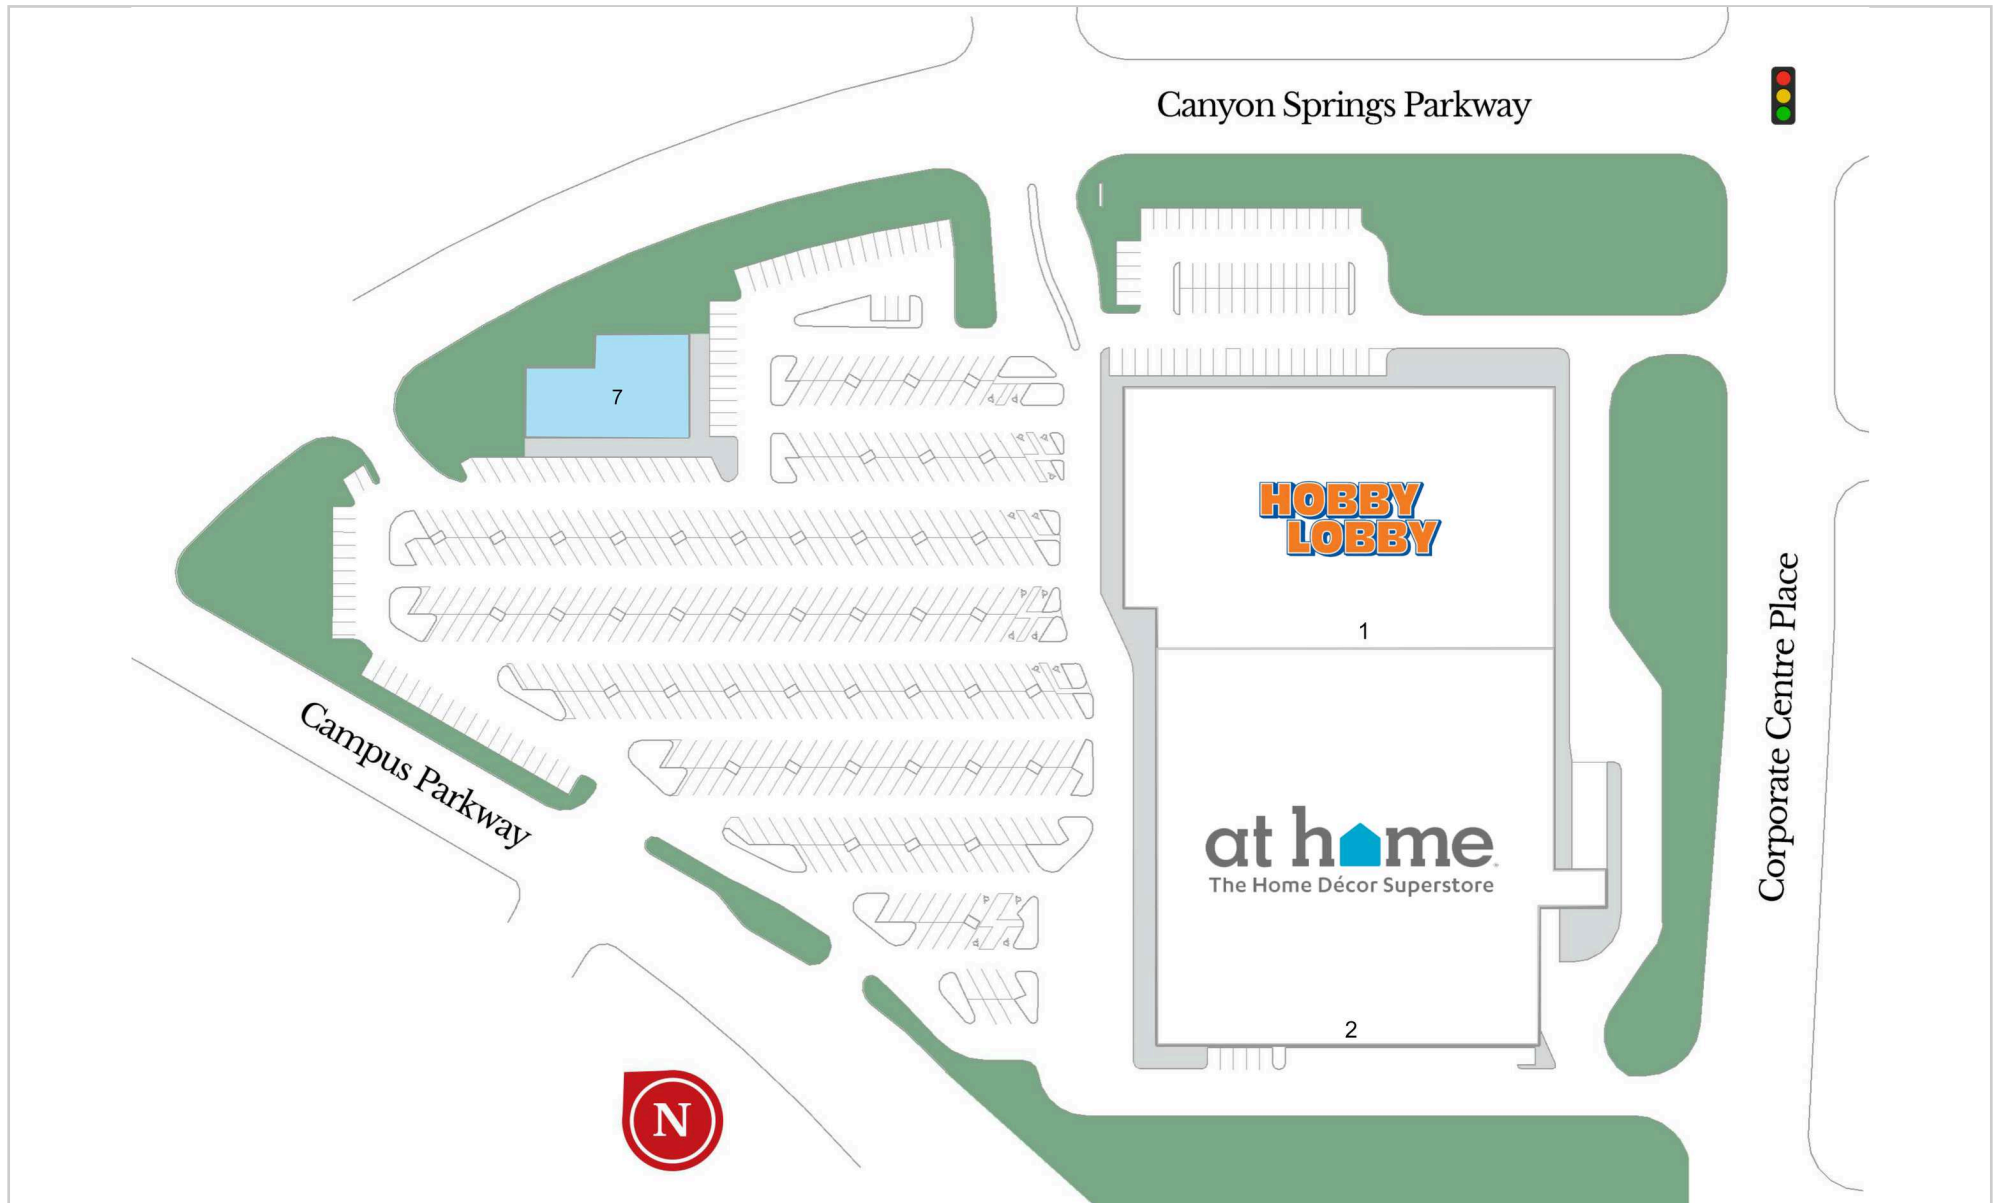 Canyon Springs Parkway
7
HOBBY
LOBBY
1
Corporate Centre Place
Campus Parkway
at home
The Home Décor Superstore
2
N